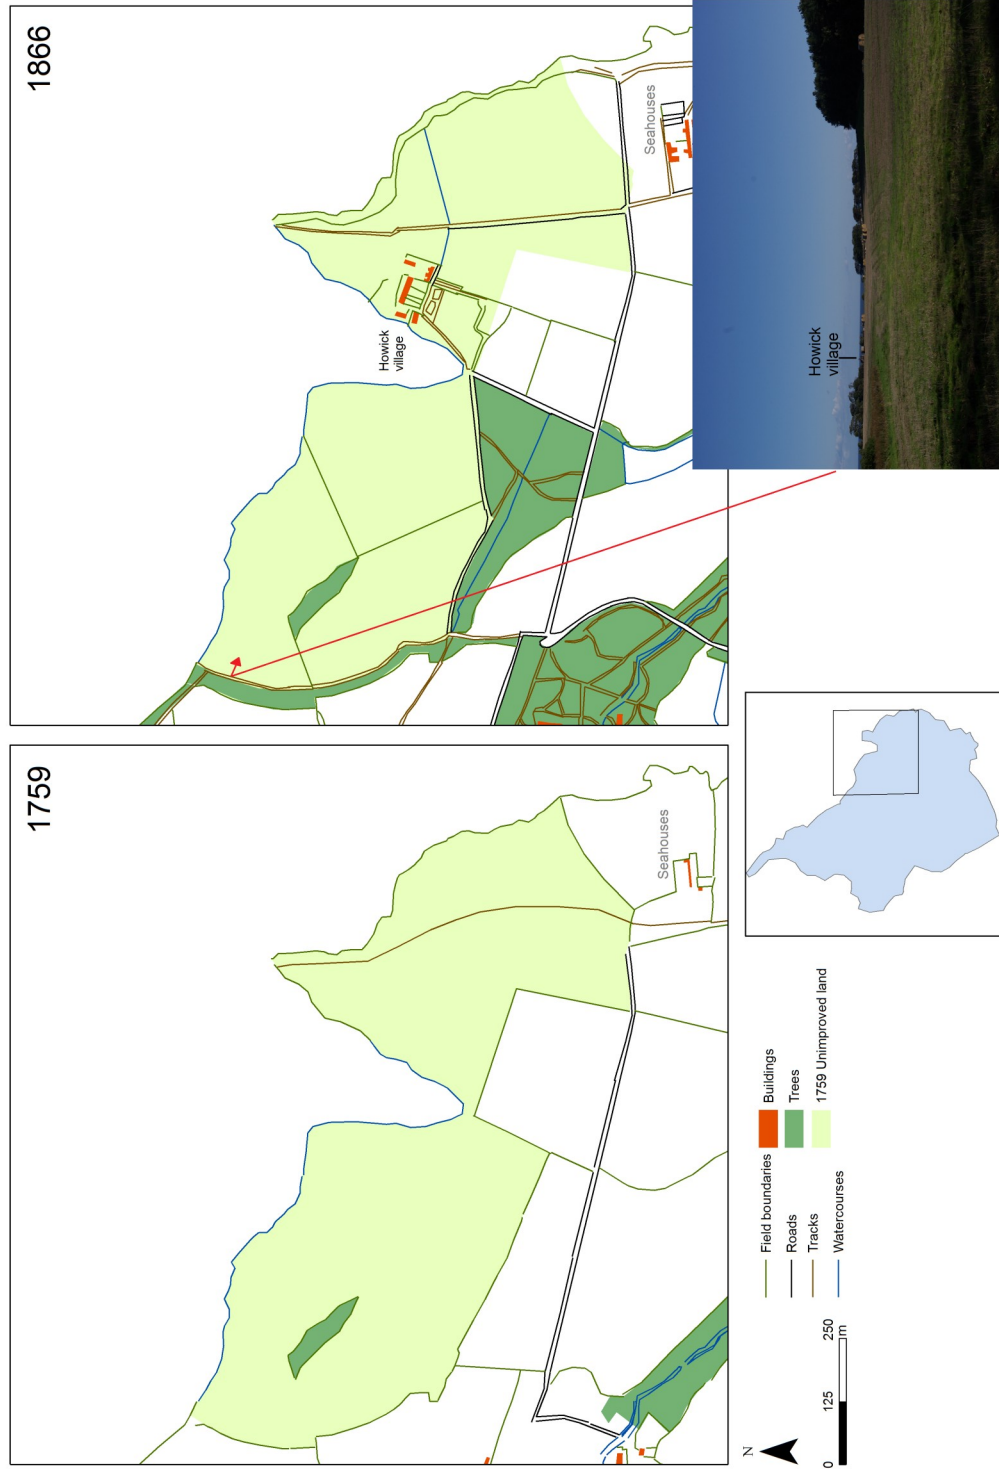 1759
Seahouses
1866
Howick
village
Seahouses
N
0 125 250
m
Field boundaries
Roads
Tracks
Watercourses
Buildings
Trees
1759 Unimproved land
Howick
village